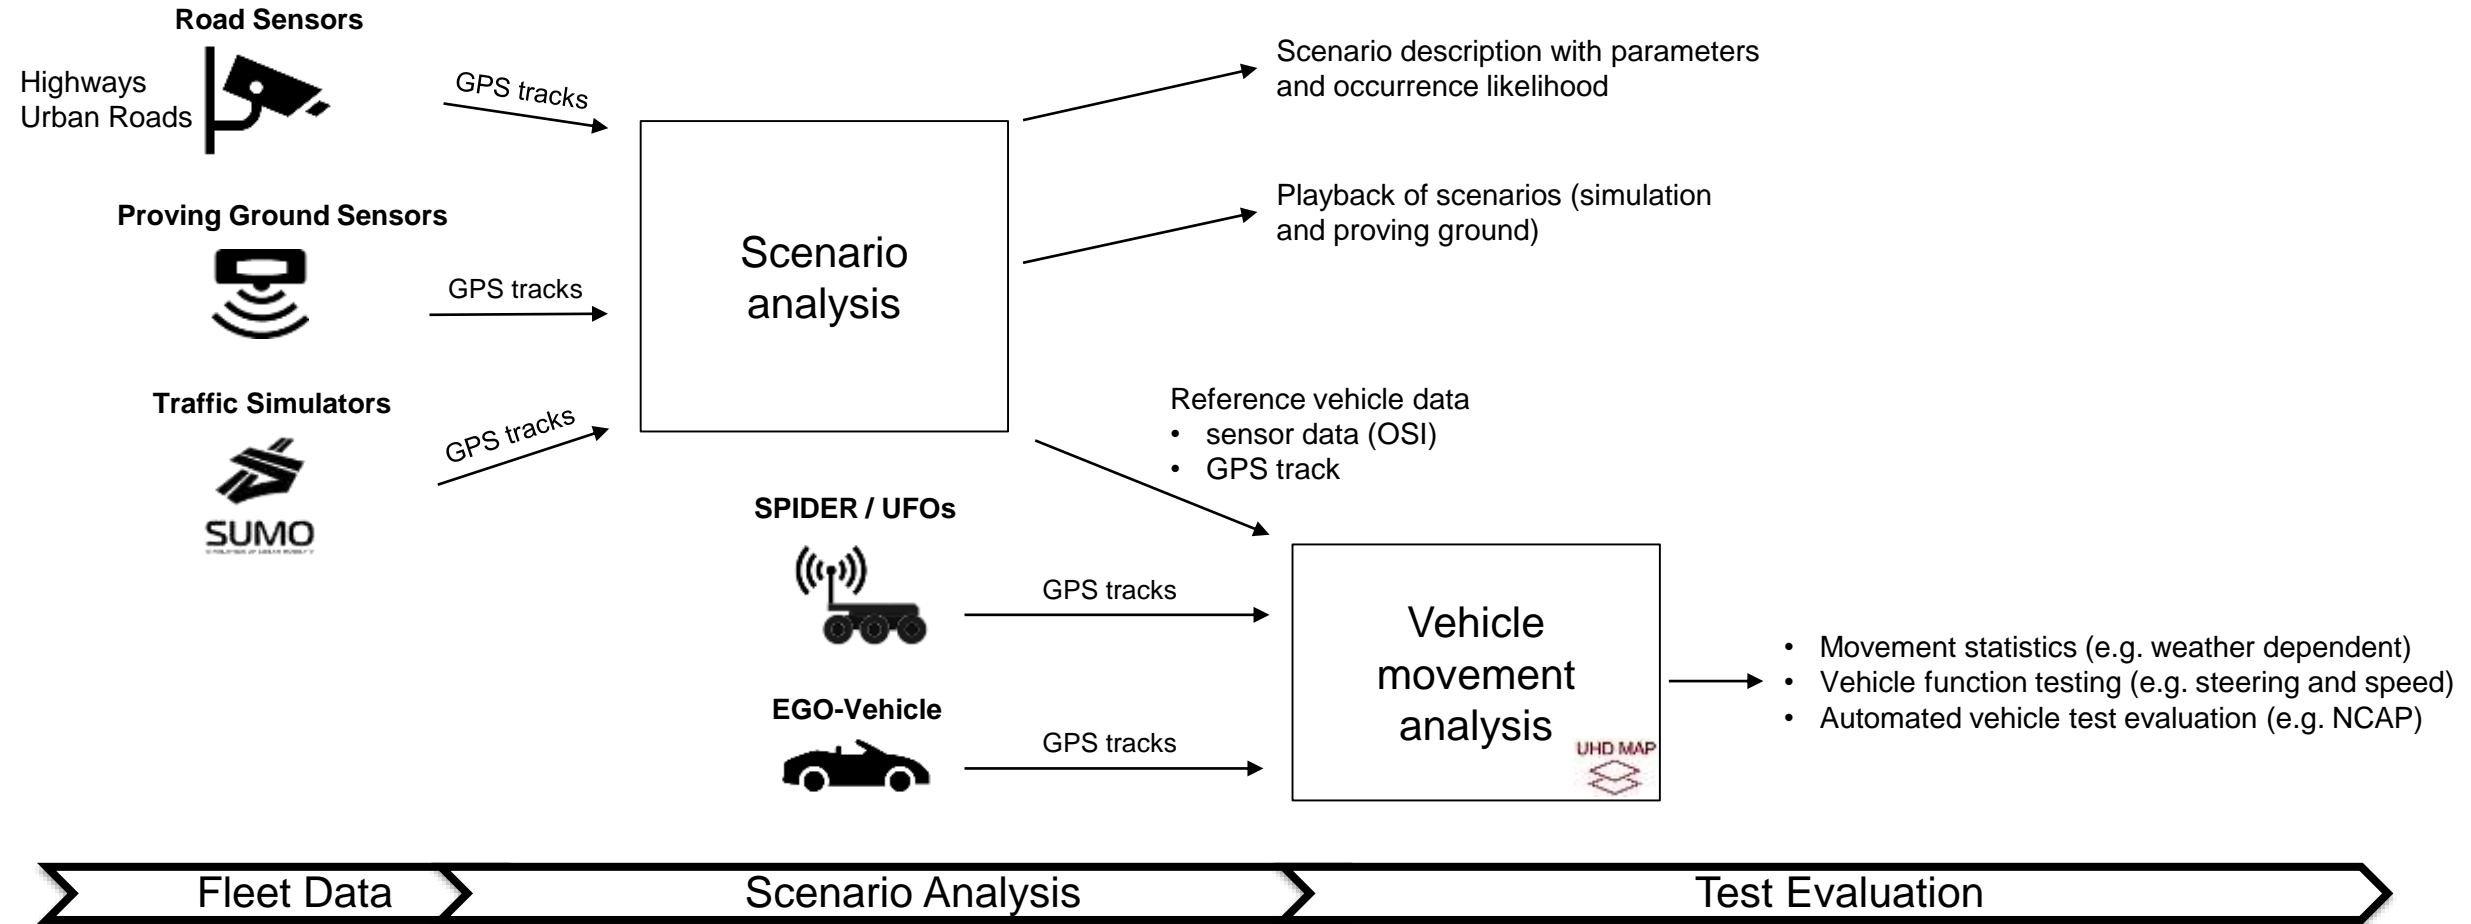 Road Sensors
Highways
Urban Roads
GPS tracks
Proving Ground Sensors
GPS tracks
Traffic Simulators
GPS tracks
SUMO
Scenario
analysis
Scenario description with parameters
and occurrence likelihood
Playback of scenarios (simulation
and proving ground)
Reference vehicle data
• sensor data (OSI)
• GPS track
SPIDER / UFOs
GPS tracks
EGO-Vehicle
GPS tracks
Vehicle
movement
analysis
UHD MAP
• Movement statistics (e.g. weather dependent)
• Vehicle function testing (e.g. steering and speed)
• Automated vehicle test evaluation (e.g. NCAP)
Fleet Data
Scenario Analysis
Test Evaluation